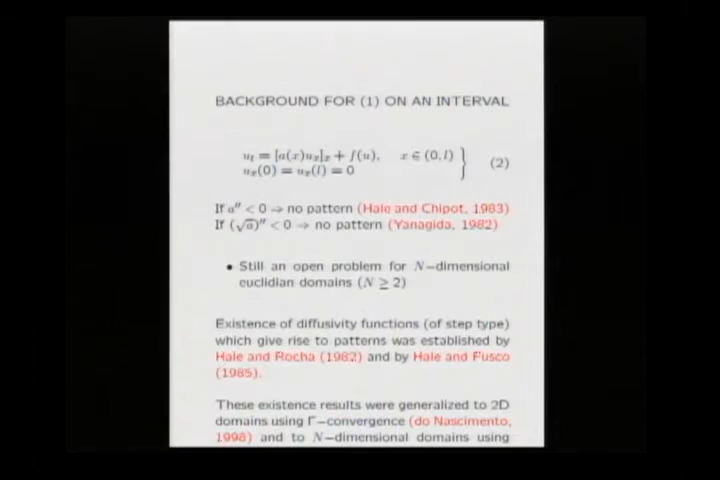 BACKGROUND FOR (1) ON AN INTERVAL
u_t = [a(x)u_x]_x + f(u), x ∈ (0,l)
u_x(0) = u_x(l) = 0
(2)
If a″ < 0 ⇒ no pattern (Hale and Chipot, 1983)
If (√a)″ < 0 ⇒ no pattern (Yanagida, 1982)
• Still an open problem for N−dimensional
euclidian domains (N ≥ 2)
Existence of diffusivity functions (of step type)
which give rise to patterns was established by
Hale and Rocha (1982) and by Hale and Fusco
(1985).
These existence results were generalized to 2D
domains using Γ−convergence (do Nascimento,
1998) and to N−dimensional domains using